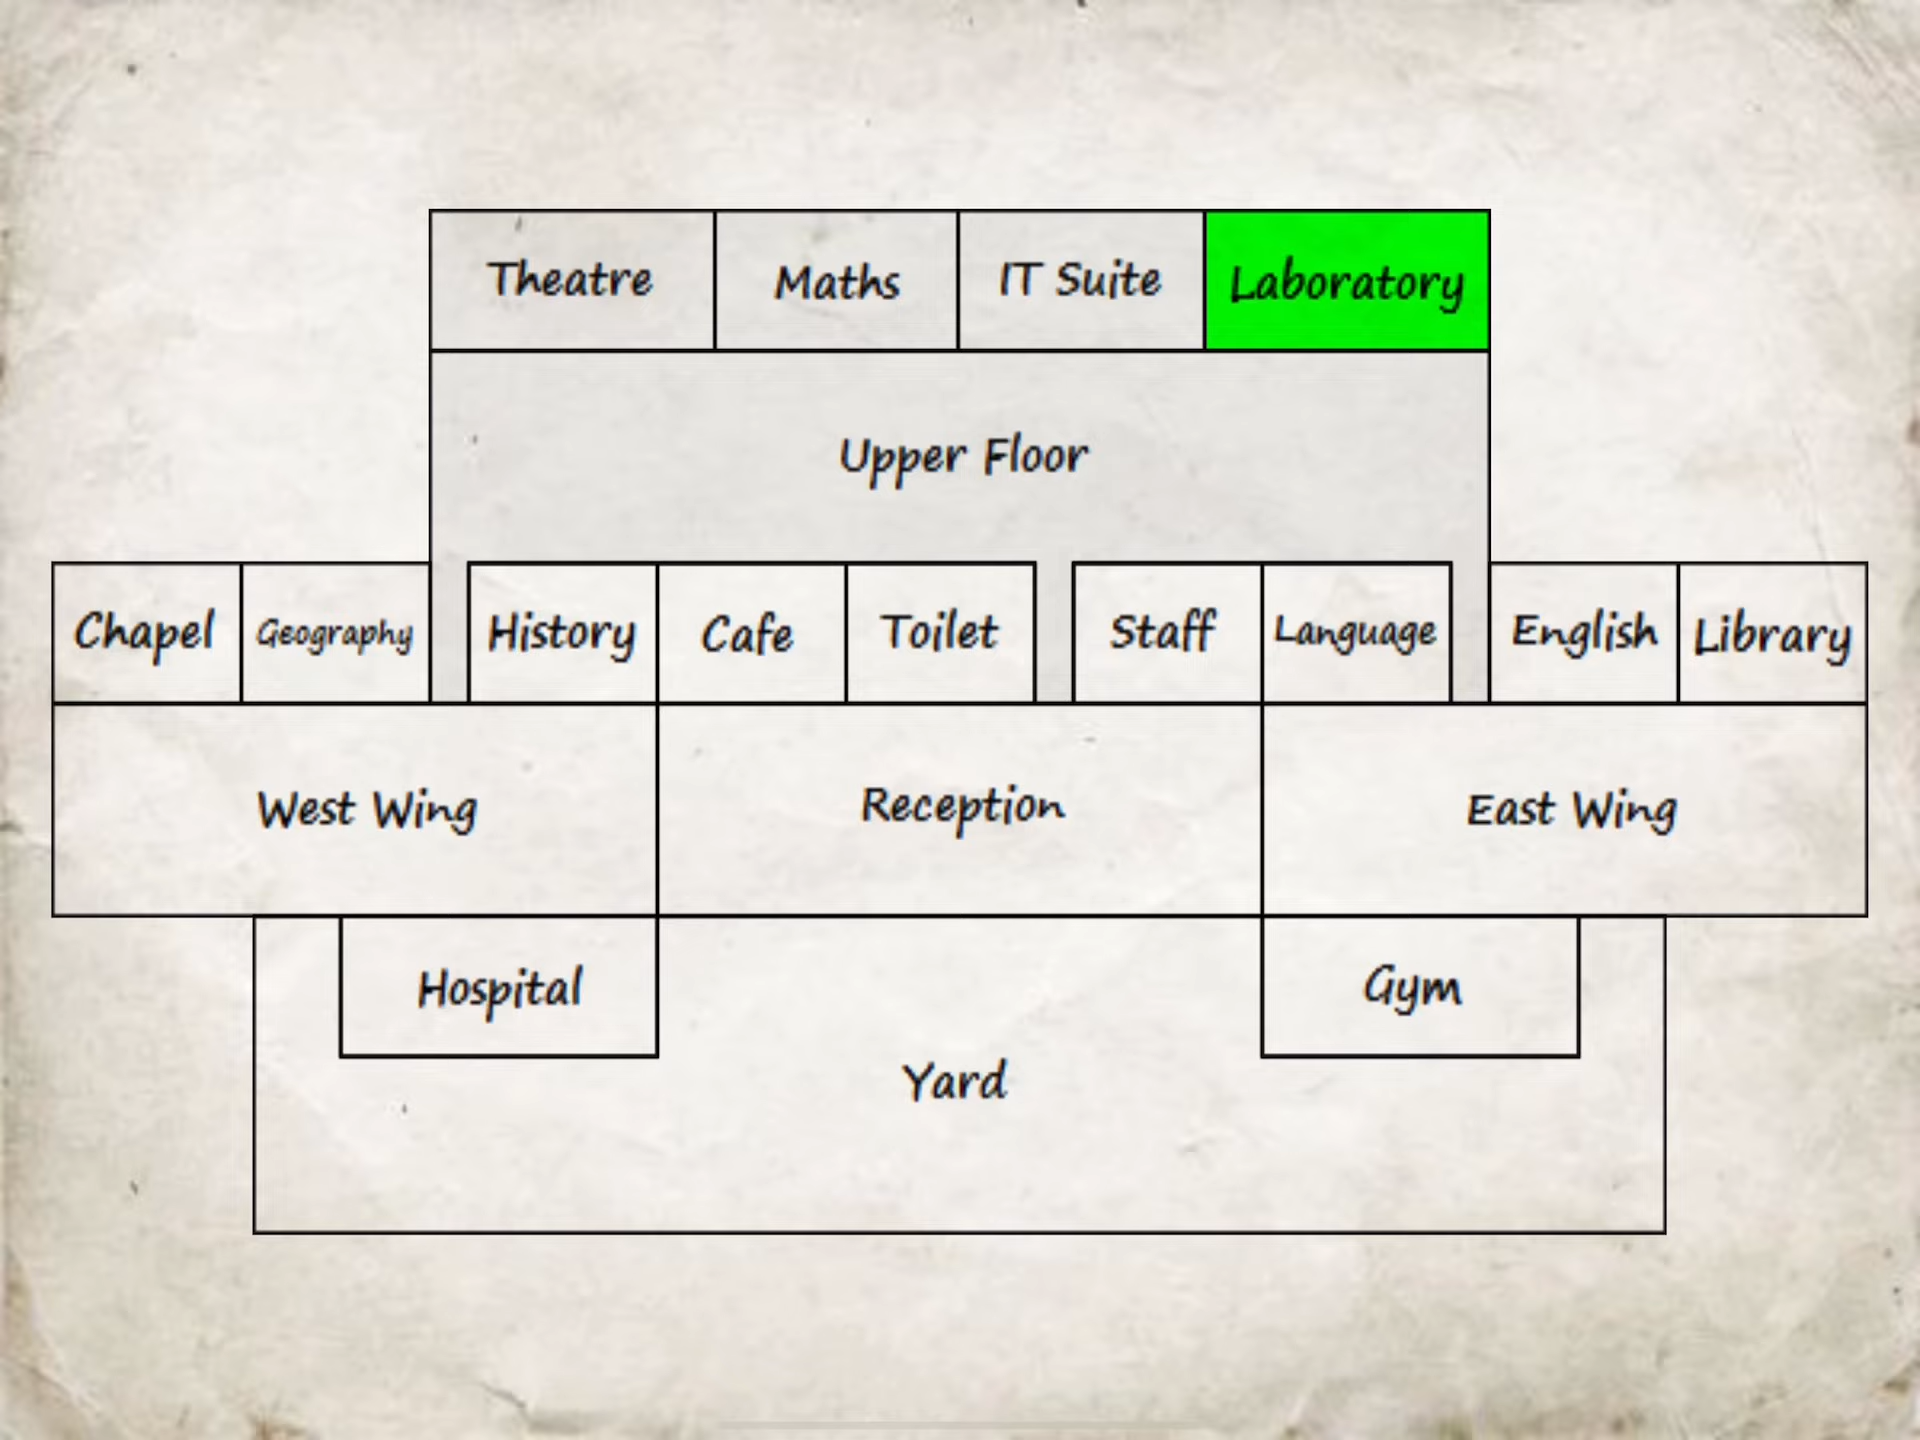 Theatre
Maths
IT Suite
Laboratory
Upper Floor
Chapel
Geography
History
Cafe
Toilet
Staff
Language
English
Library
West Wing
Reception
East Wing
Hospital
Gym
Yard